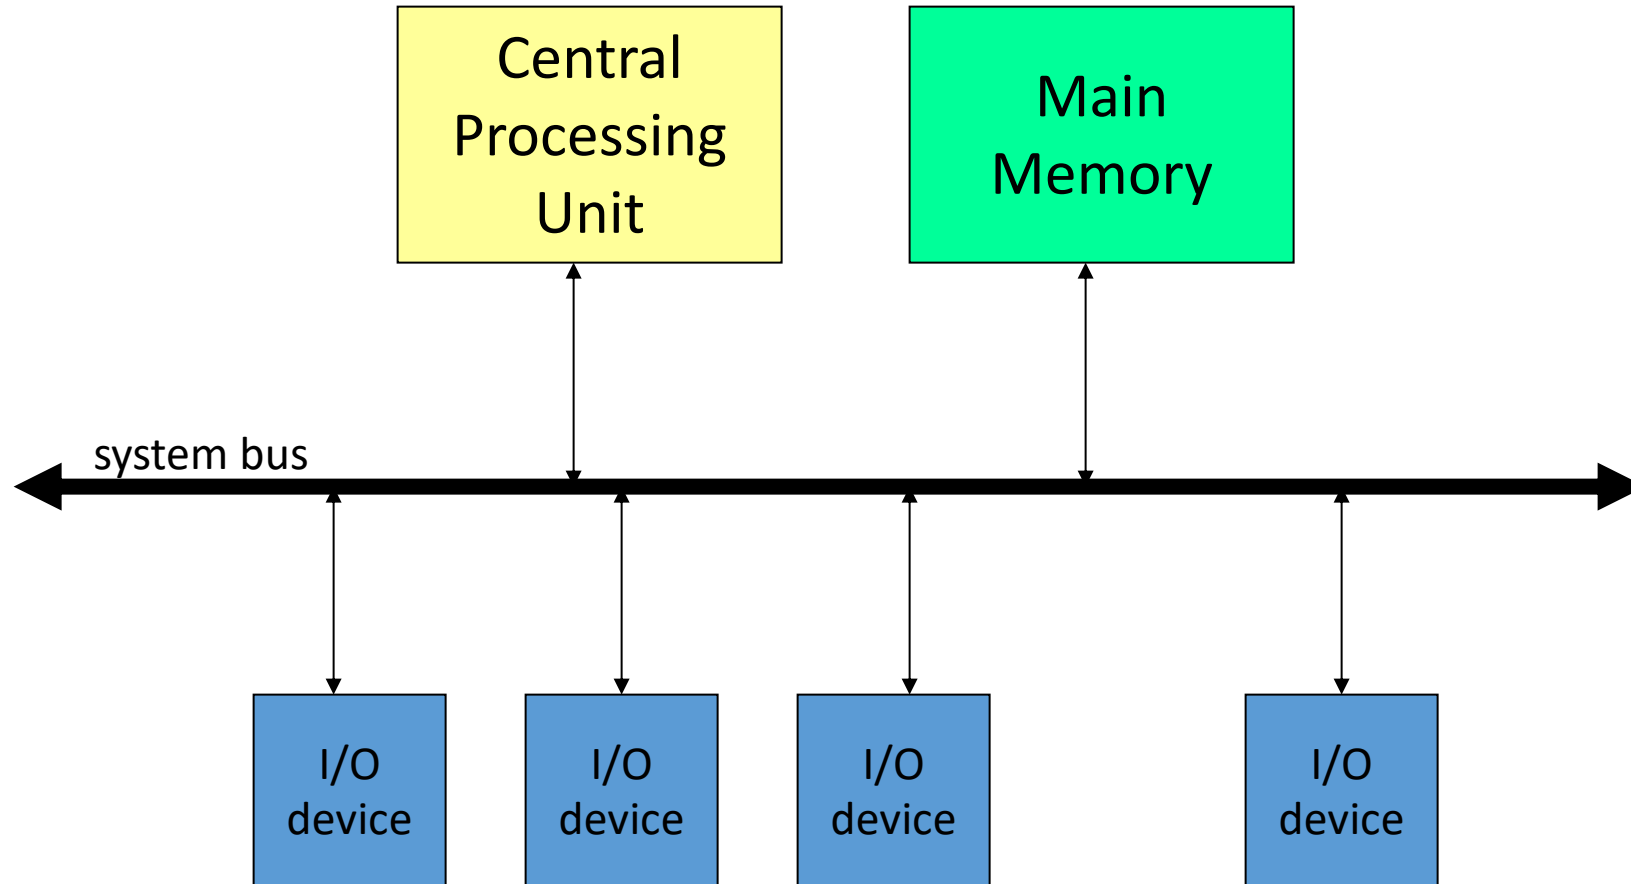 Central
Processing
Unit
Main
Memory
system bus
I/O
device
I/O
device
I/O
device
I/O
device